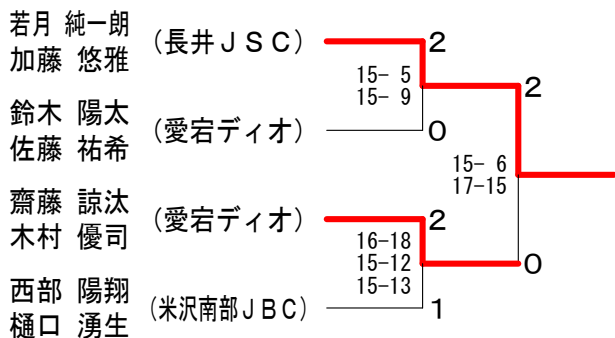 若月 純一朗
加藤 悠雅
(長井ＪＳＣ)
2
15- 5
15- 9
2
鈴木 陽太
佐藤 祐希
(愛宕ディオ)
0
15- 6
17-15
齋藤 諒汰
木村 優司
(愛宕ディオ)
2
16-18
15-12
15-13
0
西部 陽翔
樋口 湧生
(米沢南部ＪＢＣ)
1